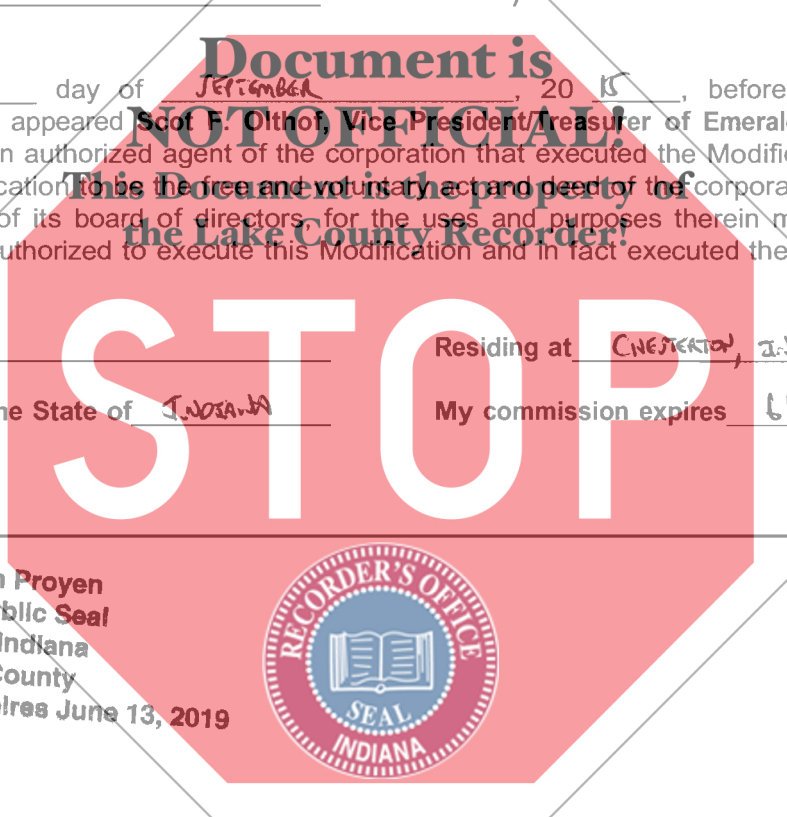 Document is
day of SEPTEMBER, 20 15, before
NOT OFFICIAL!
appeared Scot F. Olthof, Vice President/Treasurer of Emeral
n authorized agent of the corporation that executed the Modifi
This Document is the property of
cation to be the free and voluntary act and deed of the corpora
of its board of directors, for the uses and purposes therein m
the Lake County Recorder!
uthorized to execute this Modification and in fact executed the
STOP
Residing at CHESTERTON,
he State of INDIANA
My commission expires 6
n Proyen
blic Seal
Indiana
County
pires June 13, 2019
RECORDER'S OFFICE
SEAL
INDIANA